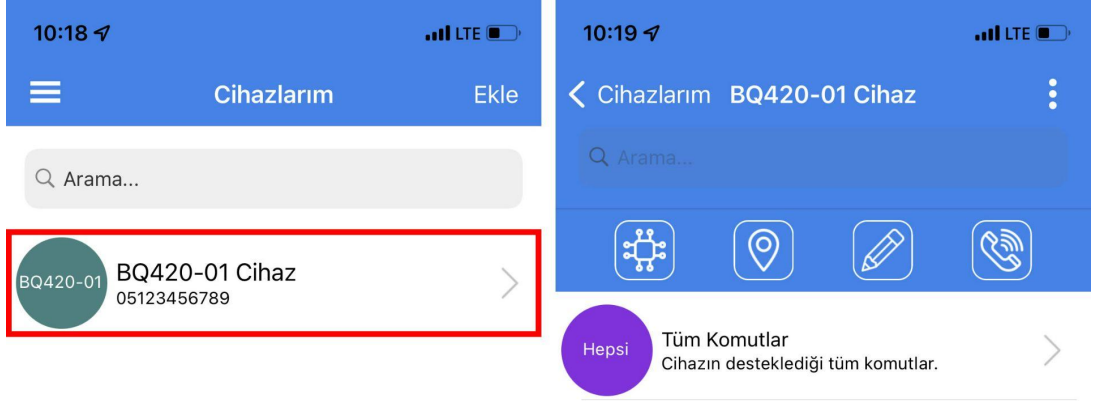 10:18
LTE
Cihazlarım
Ekle
Arama...
BQ420-01
BQ420-01 Cihaz
05123456789
10:19
LTE
Cihazlarım
BQ420-01 Cihaz
Arama...
Hepsi
Tüm Komutlar
Cihazın desteklediği tüm komutlar.